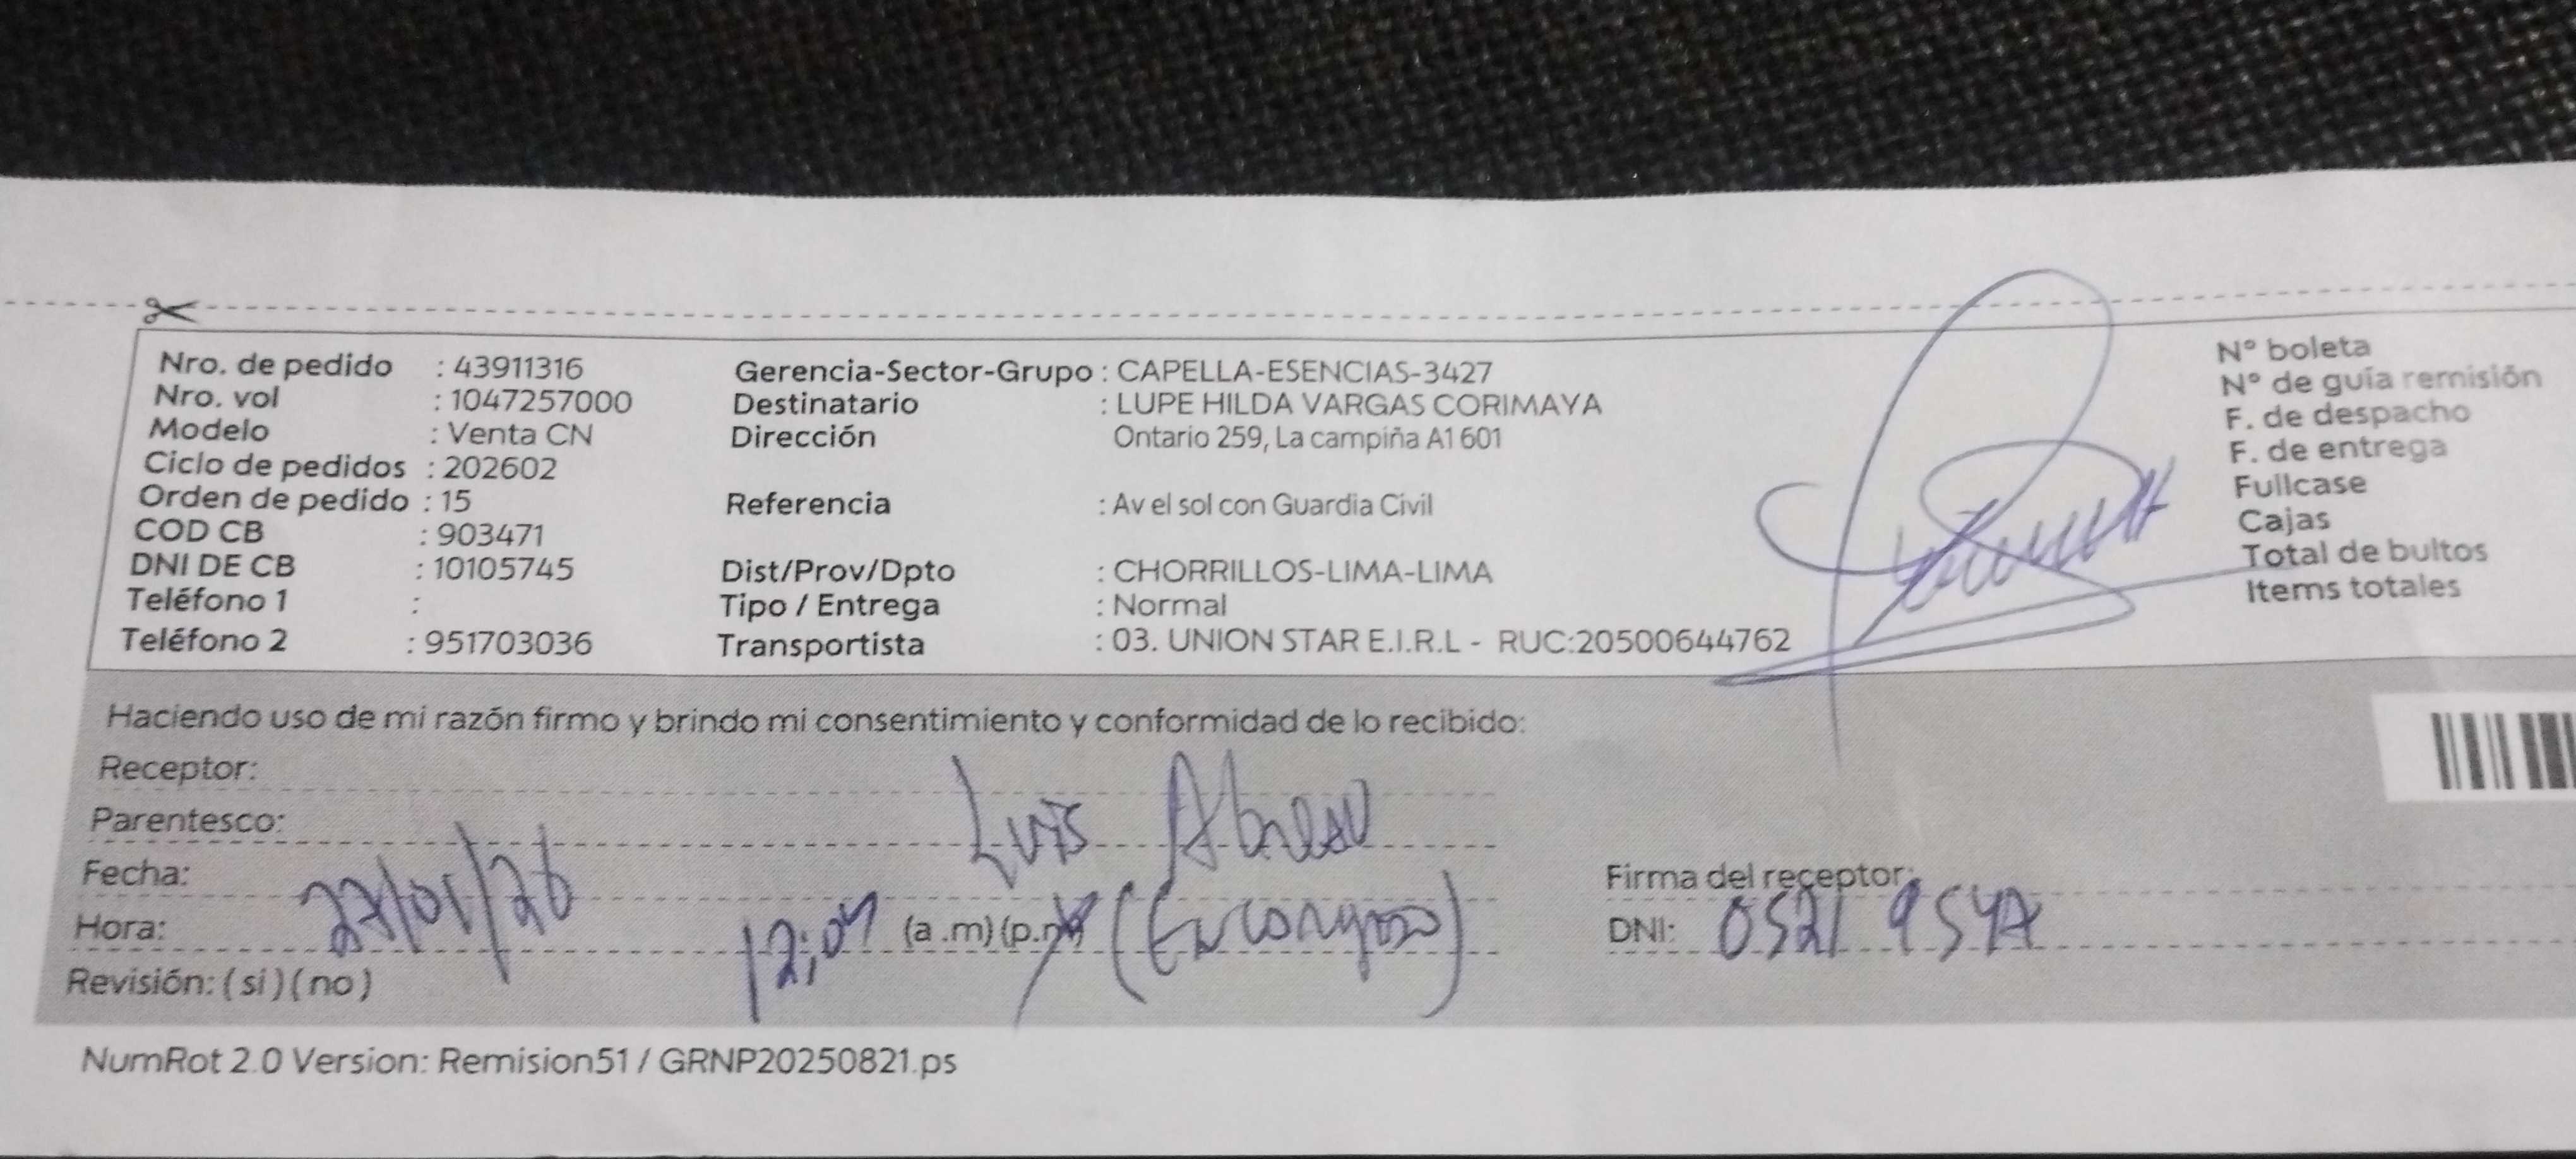 Nro. de pedido : 43911316
Nro. vol : 1047257000
Modelo : Venta CN
Ciclo de pedidos : 202602
Orden de pedido : 15
COD CB : 903471
DNI DE CB : 10105745
Teléfono 1 :
Teléfono 2 : 951703036
Gerencia-Sector-Grupo : CAPELLA-ESENCIAS-3427
Destinatario : LUPE HILDA VARGAS CORIMAYA
Dirección Ontario 259, La campiña A1 601
Referencia : Av el sol con Guardia Civil
Dist/Prov/Dpto : CHORRILLOS-LIMA-LIMA
Tipo / Entrega : Normal
Transportista : 03. UNION STAR E.I.R.L - RUC:20500644762
N° boleta
N° de guía remisión
F. de despacho
F. de entrega
Fullcase
Cajas
Total de bultos
Items totales
Haciendo uso de mi razón firmo y brindo mi consentimiento y conformidad de lo recibido:
Receptor: Luis
Parentesco:
Fecha:
Hora: (a .m) (p.m)
Firma del receptor:
DNI:
Revisión: ( si ) ( no )
NumRot 2.0 Version: Remision51 / GRNP20250821.ps